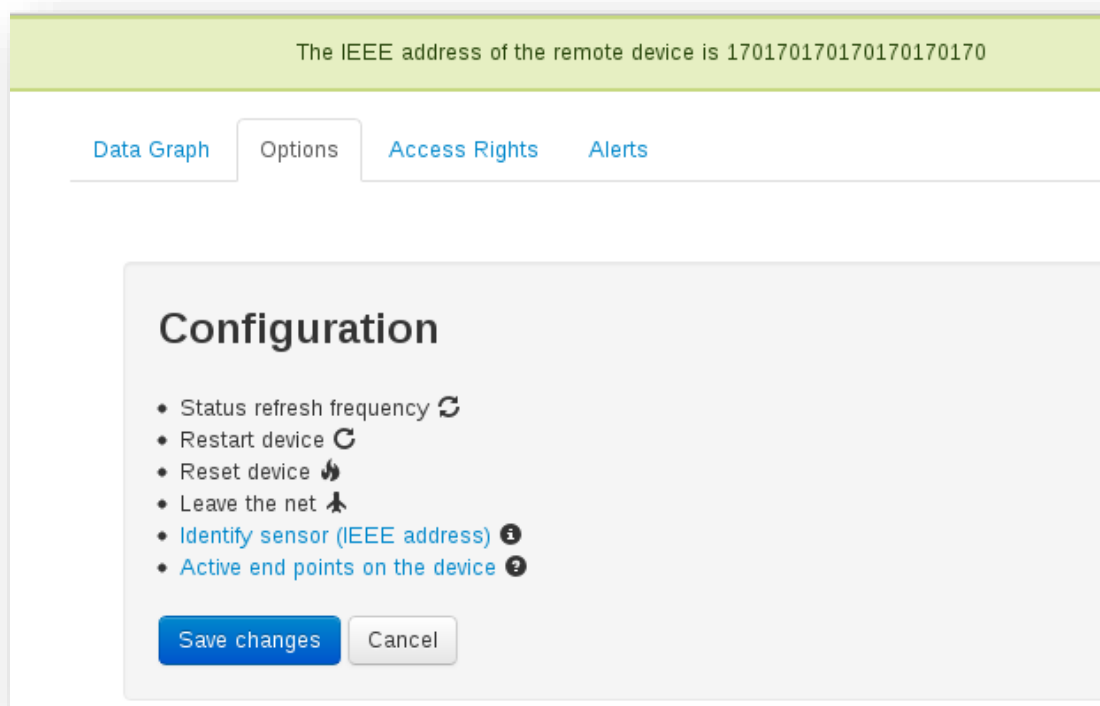 The IEEE address of the remote device is 170170170170170170170
Data Graph Options Access Rights Alerts
Configuration
Status refresh frequency
Restart device
Reset device
Leave the net
Identify sensor (IEEE address)
Active end points on the device
Save changes Cancel